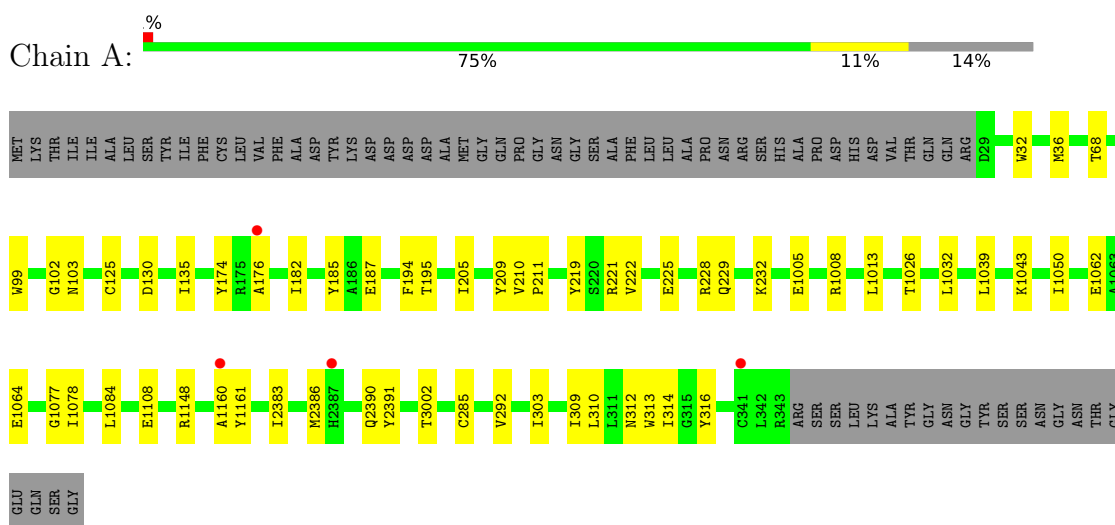 .%
Chain A:
75% 11% 14%
MET LYS THR ILE ILE ALA LEU SER TYR ILE PHE CYS LEU VAL PHE ALA ASP TYR LYS ASP ASP ASP ASP ALA MET GLY GLN PRO GLY ASN GLY SER ALA PHE LEU LEU ALA PRO ASN ARG SER HIS ALA PRO ASP HIS ASP VAL THR GLN GLN ARG D29 W32 M36 T68
W99 G102 N103 C125 D130 I135 Y174 R175 A176 I182 Y185 A186 E187 F194 T195 I205 Y209 V210 P211 Y219 S220 R221 V222 E225 R228 Q229 K232 E1005 R1008 L1013 T1026 L1032 L1039 K1043 I1050 E1062 A1063
E1064 G1077 I1078 L1084 E1108 R1148 A1160 Y1161 I2383 M2386 H2387 Q2390 Y2391 T3002 C285 V292 I303 I309 L310 L311 N312 W313 I314 G315 Y316 C341 L342 R343 ARG SER SER LEU LYS ALA TYR GLY ASN GLY TYR SER SER ASN GLY ASN THR GLY
GLU GLN SER GLY